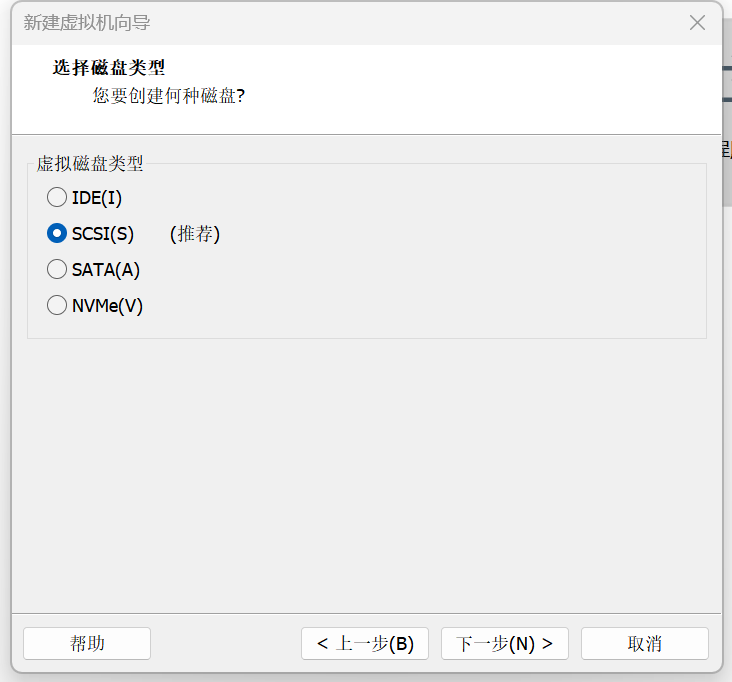 新建虚拟机向导
选择磁盘类型
您要创建何种磁盘?
虚拟磁盘类型
IDE(I)
SCSI(S) (推荐)
SATA(A)
NVMe(V)
帮助
< 上一步(B)
下一步(N) >
取消